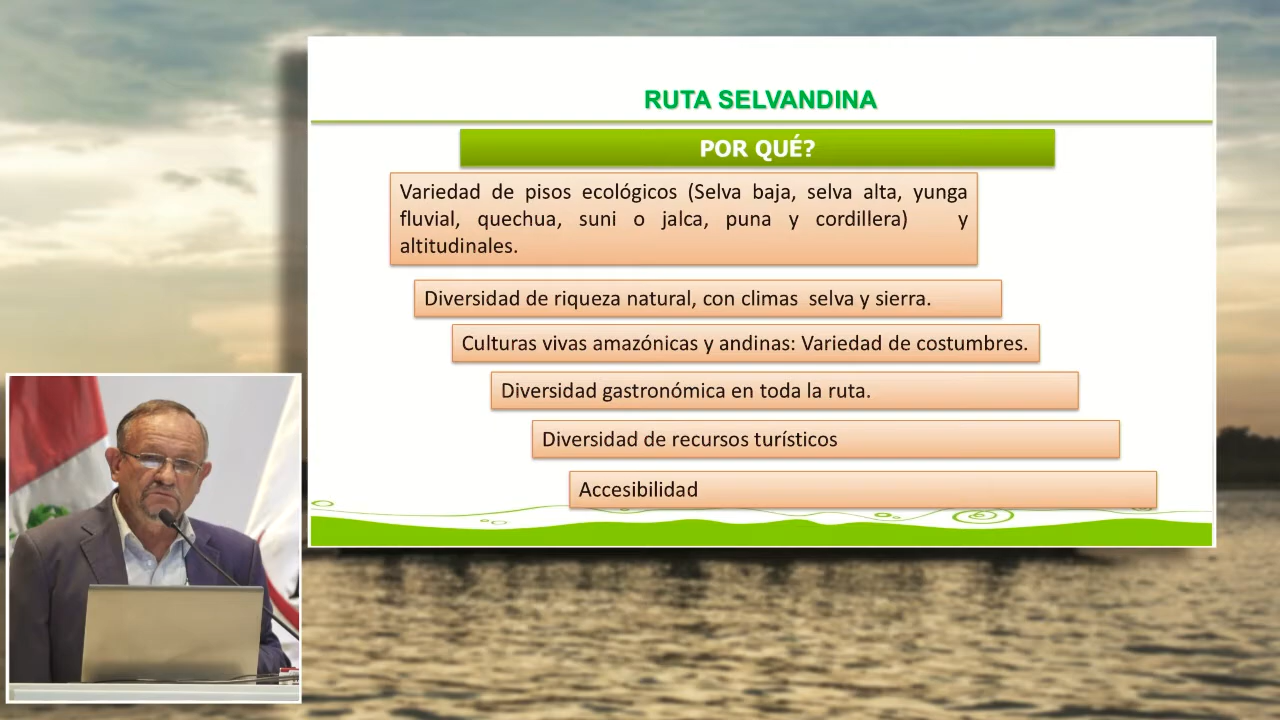 RUTA SELVANDINA
POR QUÉ?
Variedad de pisos ecológicos (Selva baja, selva alta, yunga
fluvial, quechua, suni o jalca, puna y cordillera) y
altitudinales.
Diversidad de riqueza natural, con climas selva y sierra.
Culturas vivas amazónicas y andinas: Variedad de costumbres.
Diversidad gastronómica en toda la ruta.
Diversidad de recursos turísticos
Accesibilidad